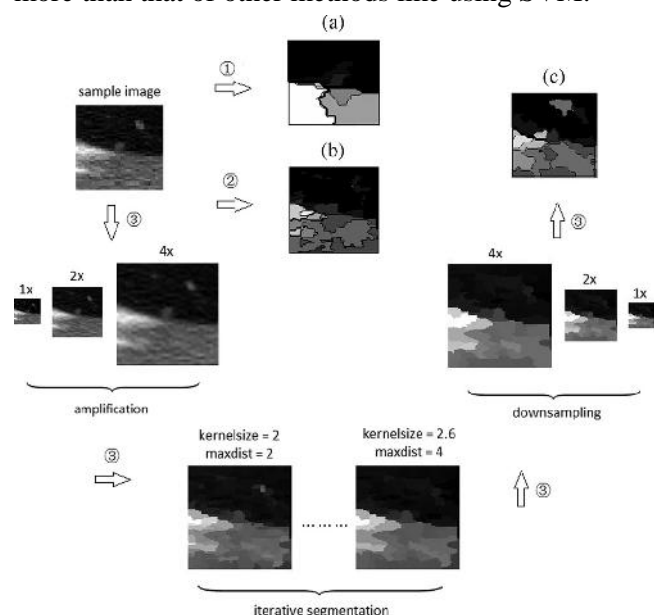 more than that of other methods like using SVM.
(a)
①
(c)
sample image
(b)
②
③
③
4x
4x
2x
2x
1x
1x
amplification
downsampling
kernelsize = 2
kernelsize = 2.6
③
maxdist = 2
maxdist = 4
③
………
iterative segmentation